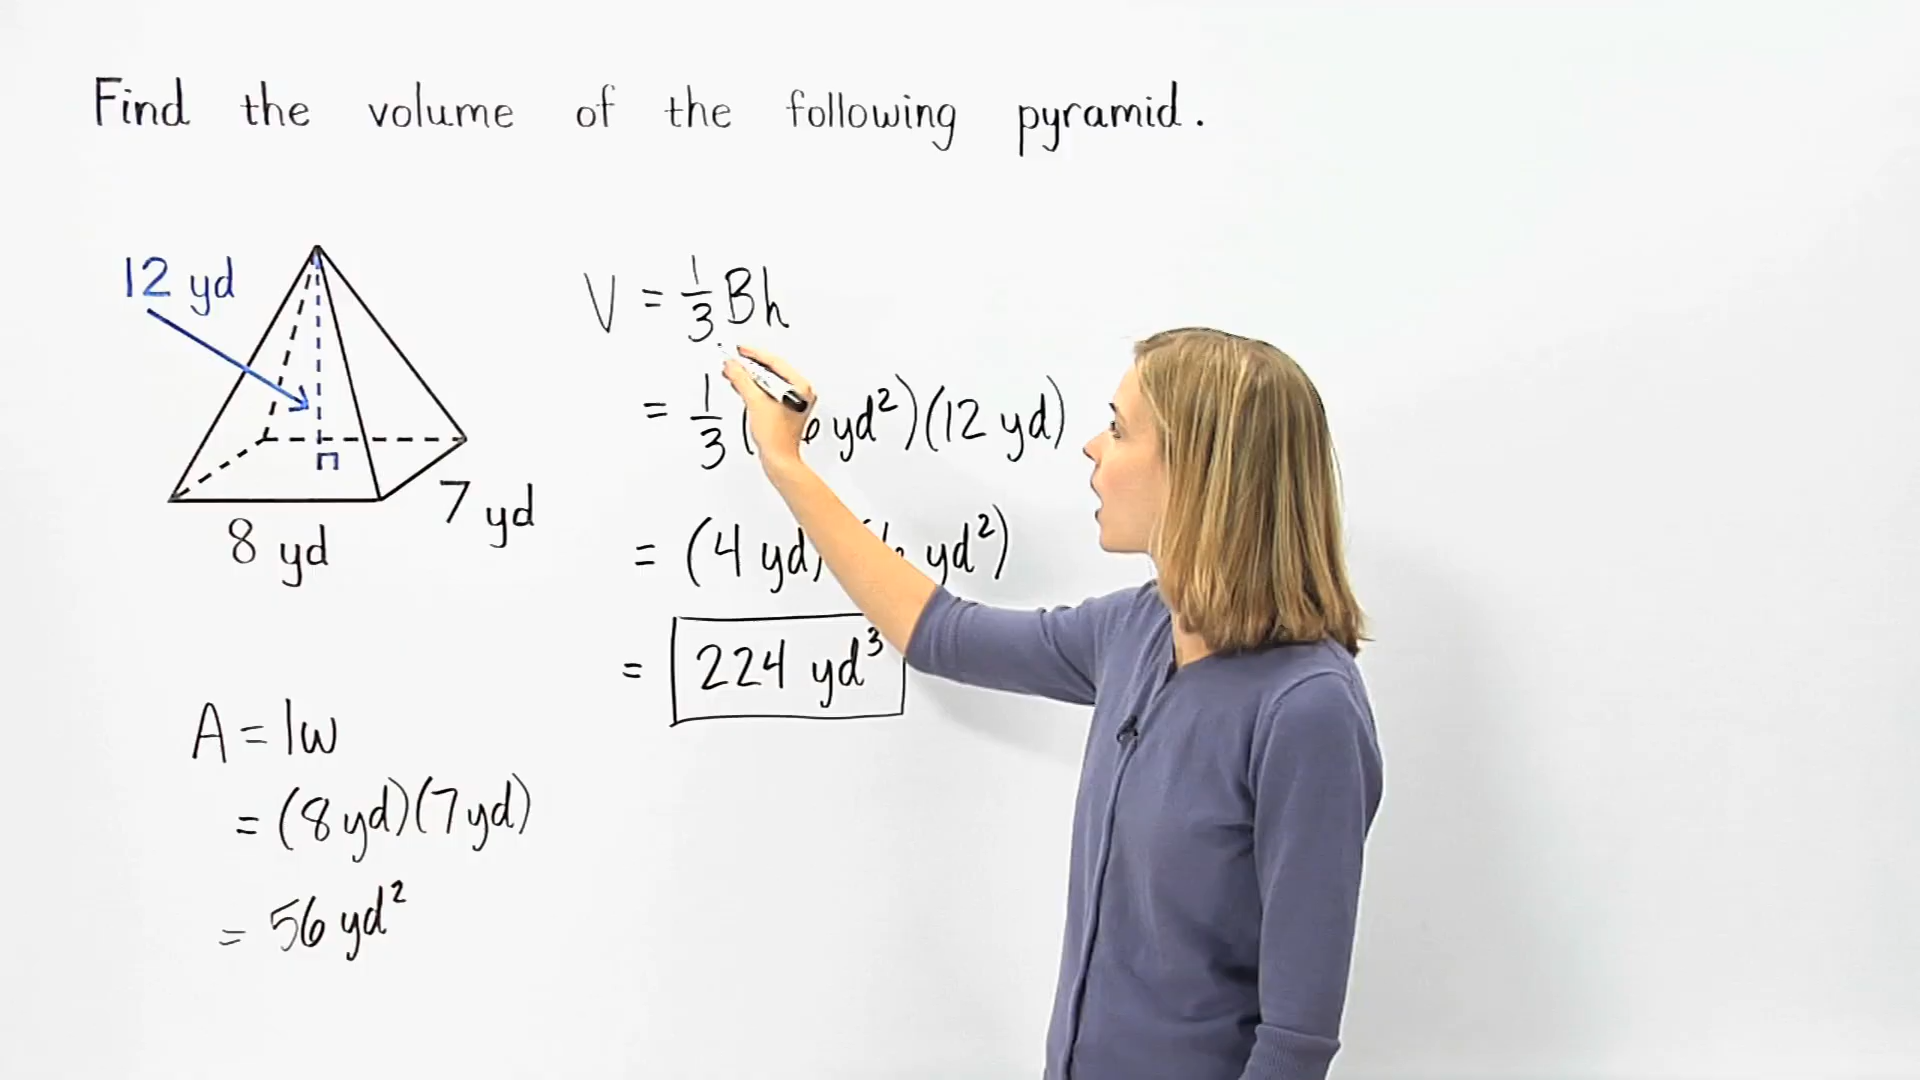 Find the volume of the following pyramid.
12 yd
8 yd
7 yd
V = 1/3 Bh
= 1/3 (6 yd²)(12 yd)
= (4 yd) yd²)
= 224 yd³
A = lw
= (8 yd)(7 yd)
= 56 yd²